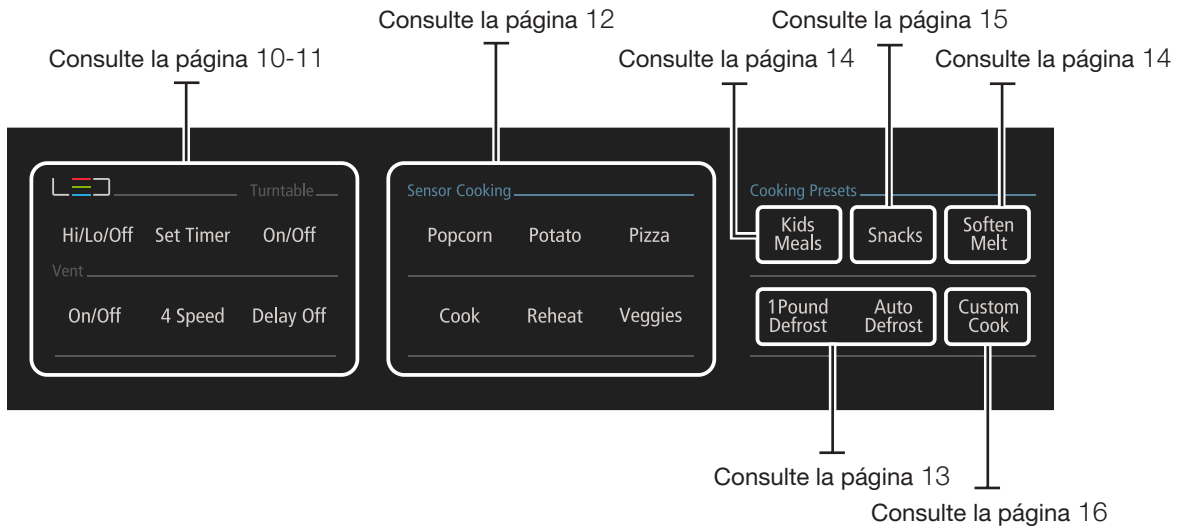 Consulte la página 12
Consulte la página 15
Consulte la página 10-11
Consulte la página 14
Consulte la página 14
LED
Turntable
Hi/Lo/Off Set Timer On/Off
Vent
On/Off 4 Speed Delay Off
Sensor Cooking
Popcorn Potato Pizza
Cook Reheat Veggies
Cooking Presets
Kids
Meals
Snacks
Soften
Melt
1Pound
Defrost
Auto
Defrost
Custom
Cook
Consulte la página 13
Consulte la página 16